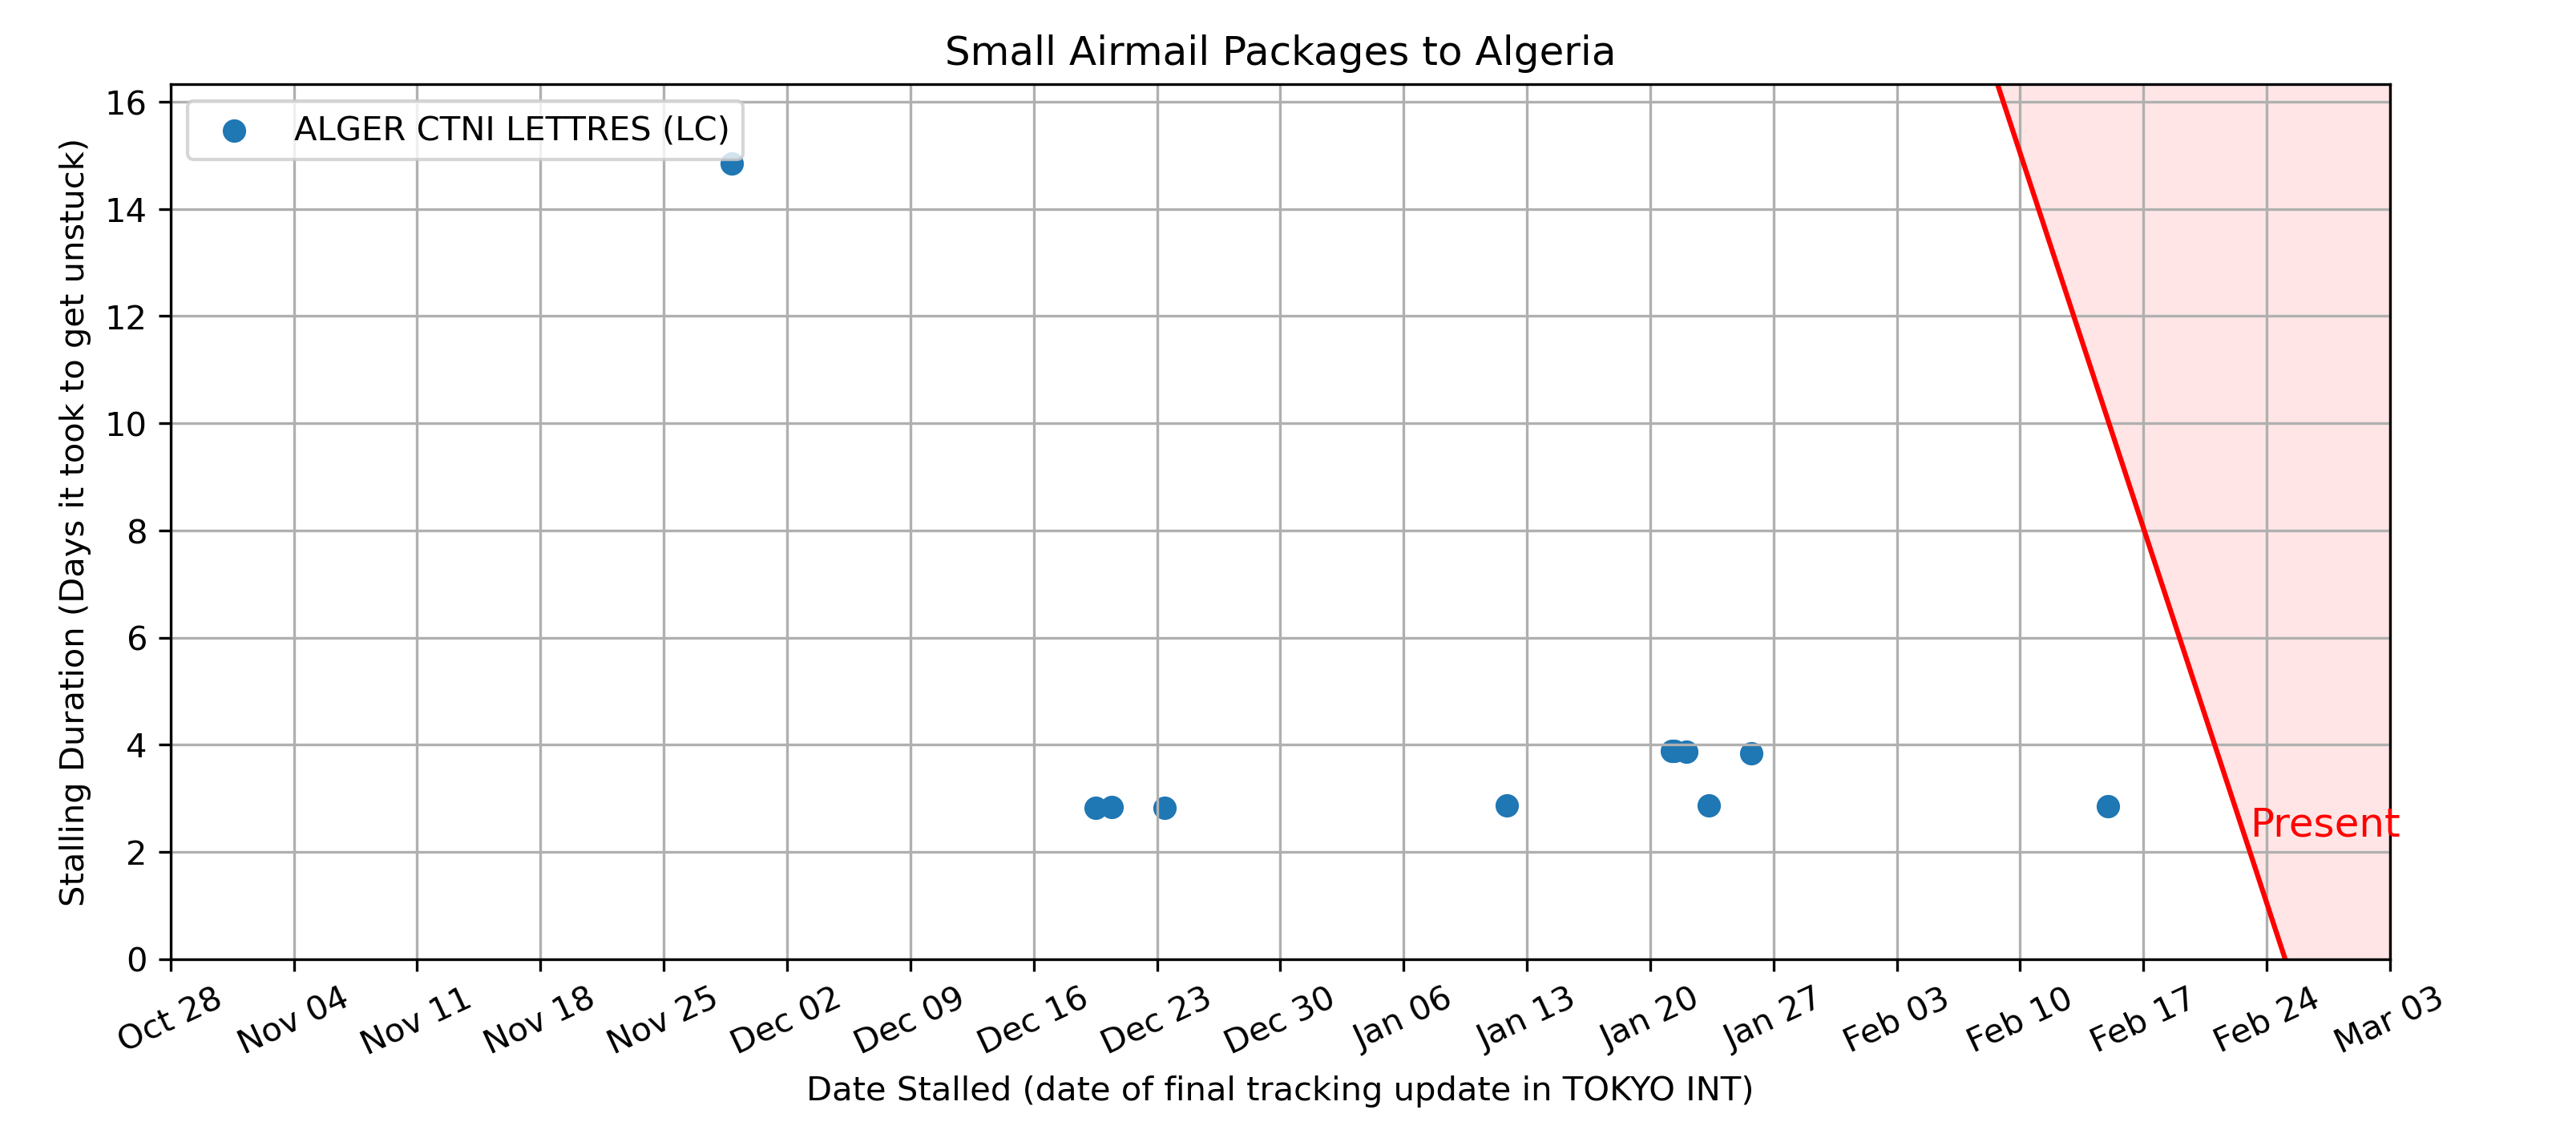 Small Airmail Packages to Algeria
ALGER CTNI LETTRES (LC)
Stalling Duration (Days it took to get unstuck)
16
14
12
10
8
6
4
2
0
Present
Oct 28
Nov 04
Nov 11
Nov 18
Nov 25
Dec 02
Dec 09
Dec 16
Dec 23
Dec 30
Jan 06
Jan 13
Jan 20
Jan 27
Feb 03
Feb 10
Feb 17
Feb 24
Mar 03
Date Stalled (date of final tracking update in TOKYO INT)